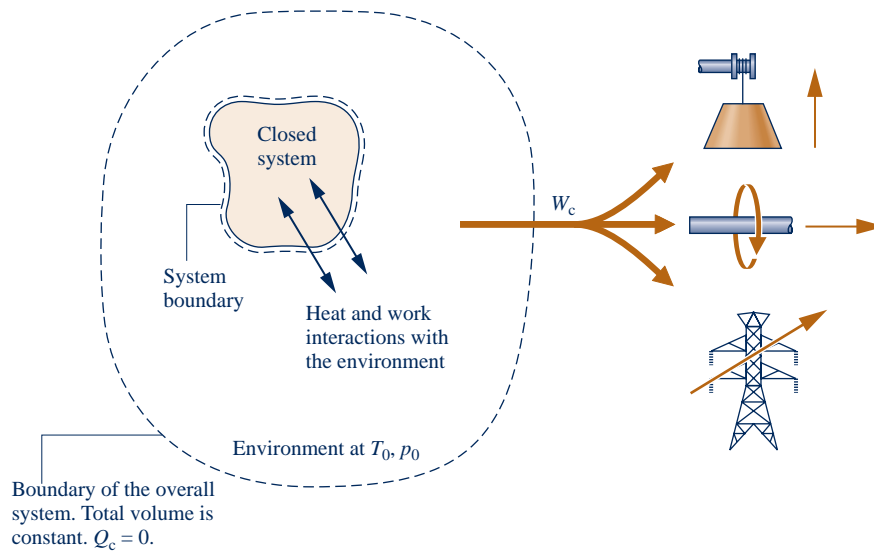 Closed
system
W_c
System
boundary
Heat and work
interactions with
the environment
Environment at T_0, p_0
Boundary of the overall
system. Total volume is
constant. Q_c = 0.